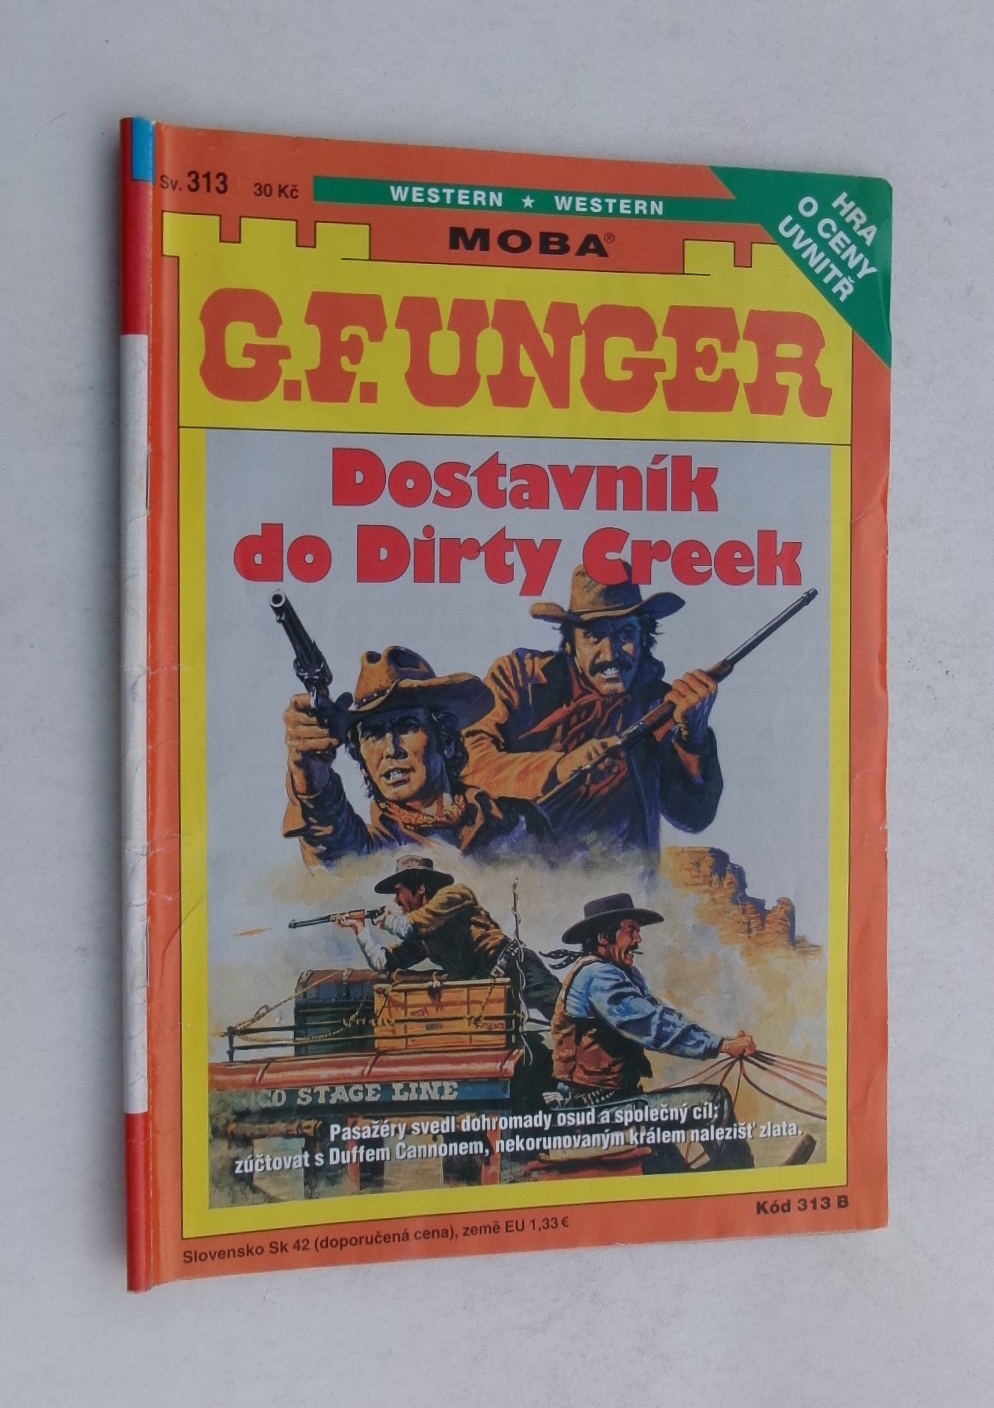 Sv. 313 30 Kč
WESTERN ★ WESTERN
HRA
O CENY
UVNITŘ
MOBA®
G.F. UNGER
Dostavník
do Dirty Creek
CO STAGE LINE
Pasažéry svedl dohromady osud a společný cíl:
zúčtovat s Duffem Cannonem, nekorunovaným králem nalezišť zlata.
Kód 313 B
Slovensko Sk 42 (doporučená cena), země EU 1,33 €